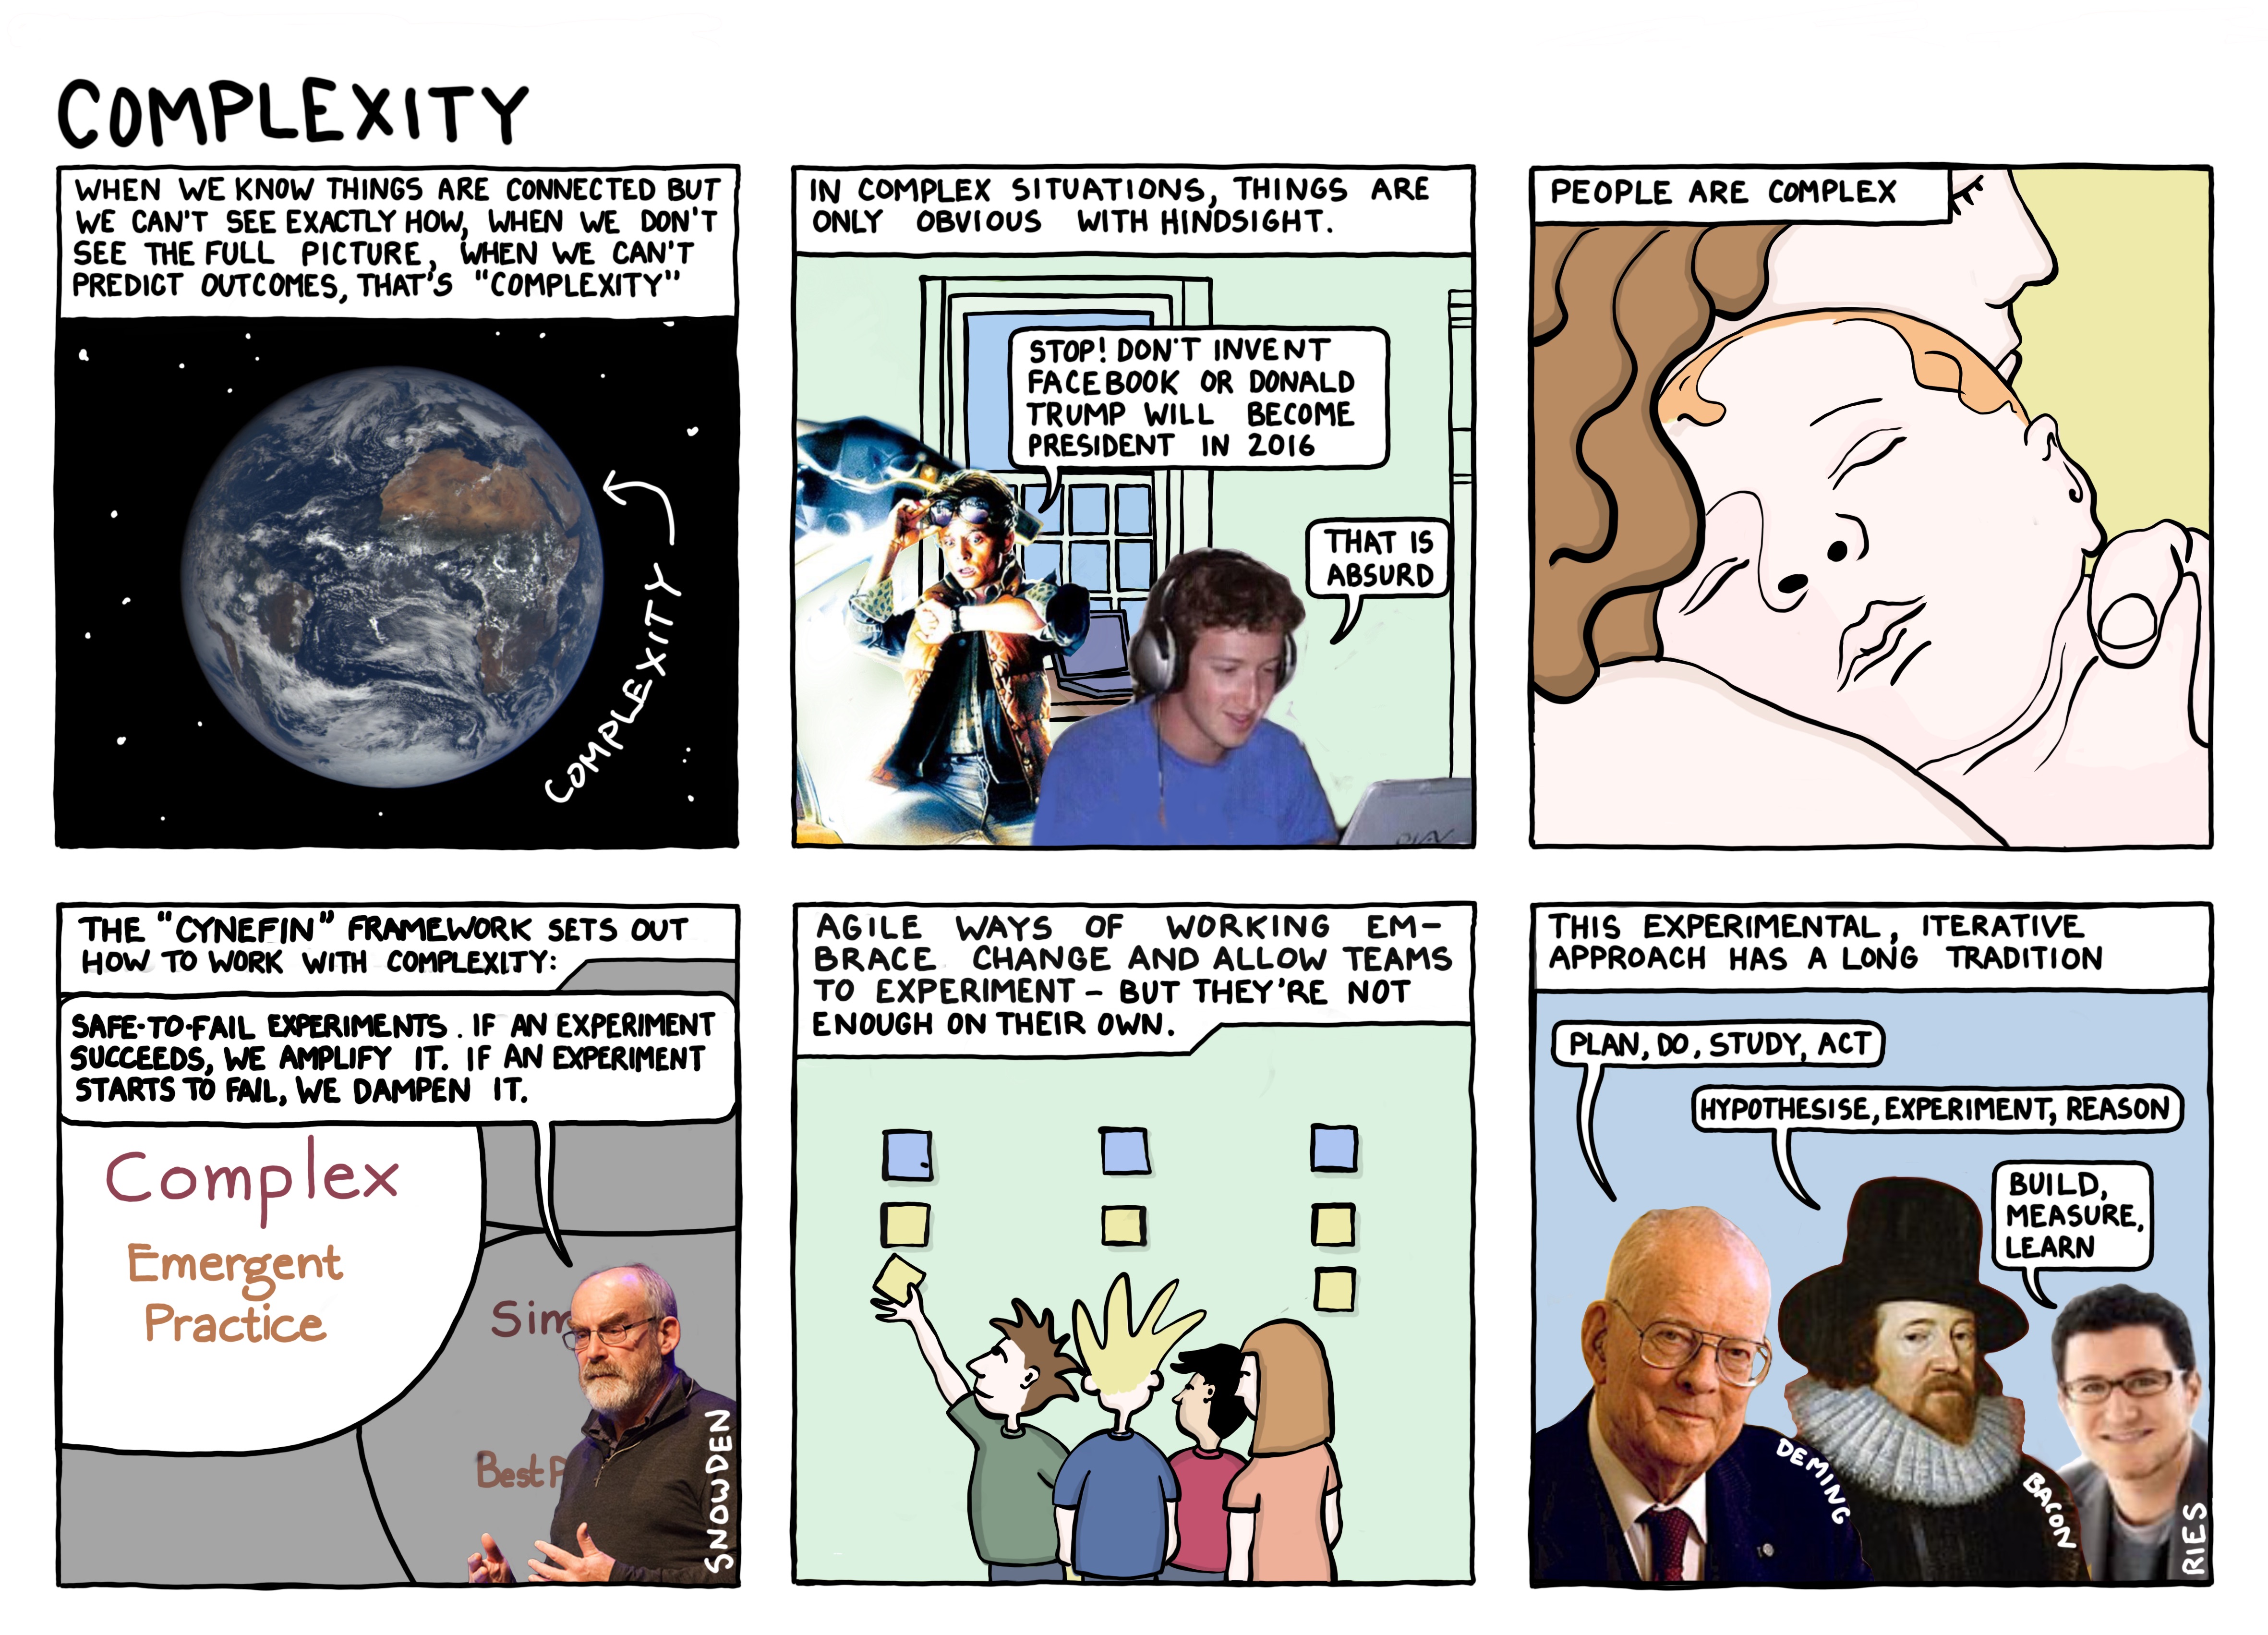 COMPLEXITY
WHEN WE KNOW THINGS ARE CONNECTED BUT
WE CAN'T SEE EXACTLY HOW, WHEN WE DON'T
SEE THE FULL PICTURE, WHEN WE CAN'T
PREDICT OUTCOMES, THAT'S "COMPLEXITY"
COMPLEXITY
IN COMPLEX SITUATIONS, THINGS ARE
ONLY OBVIOUS WITH HINDSIGHT.
STOP! DON'T INVENT
FACEBOOK OR DONALD
TRUMP WILL BECOME
PRESIDENT IN 2016
THAT IS
ABSURD
PEOPLE ARE COMPLEX
THE "CYNEFIN" FRAMEWORK SETS OUT
HOW TO WORK WITH COMPLEXITY:
SAFE-TO-FAIL EXPERIMENTS. IF AN EXPERIMENT
SUCCEEDS, WE AMPLIFY IT. IF AN EXPERIMENT
STARTS TO FAIL, WE DAMPEN IT.
Complex
Emergent
Practice
Sim
Best P
SNOWDEN
AGILE WAYS OF WORKING EM-
BRACE CHANGE AND ALLOW TEAMS
TO EXPERIMENT - BUT THEY'RE NOT
ENOUGH ON THEIR OWN.
THIS EXPERIMENTAL, ITERATIVE
APPROACH HAS A LONG TRADITION
PLAN, DO, STUDY, ACT
HYPOTHESISE, EXPERIMENT, REASON
BUILD,
MEASURE,
LEARN
DEMING
BACON
RIES